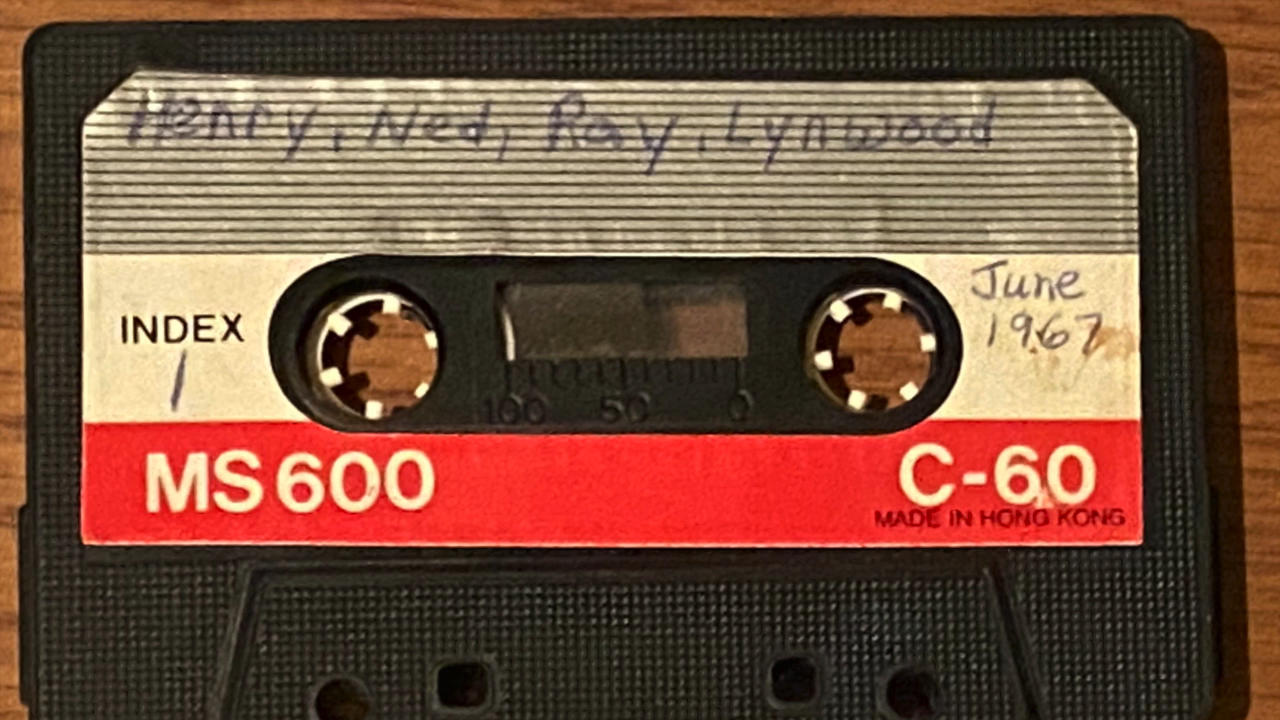 Henry, Ned, Ray, Lynwood
June
1967
INDEX
1
100 50 0
MS 600
C-60
MADE IN HONG KONG